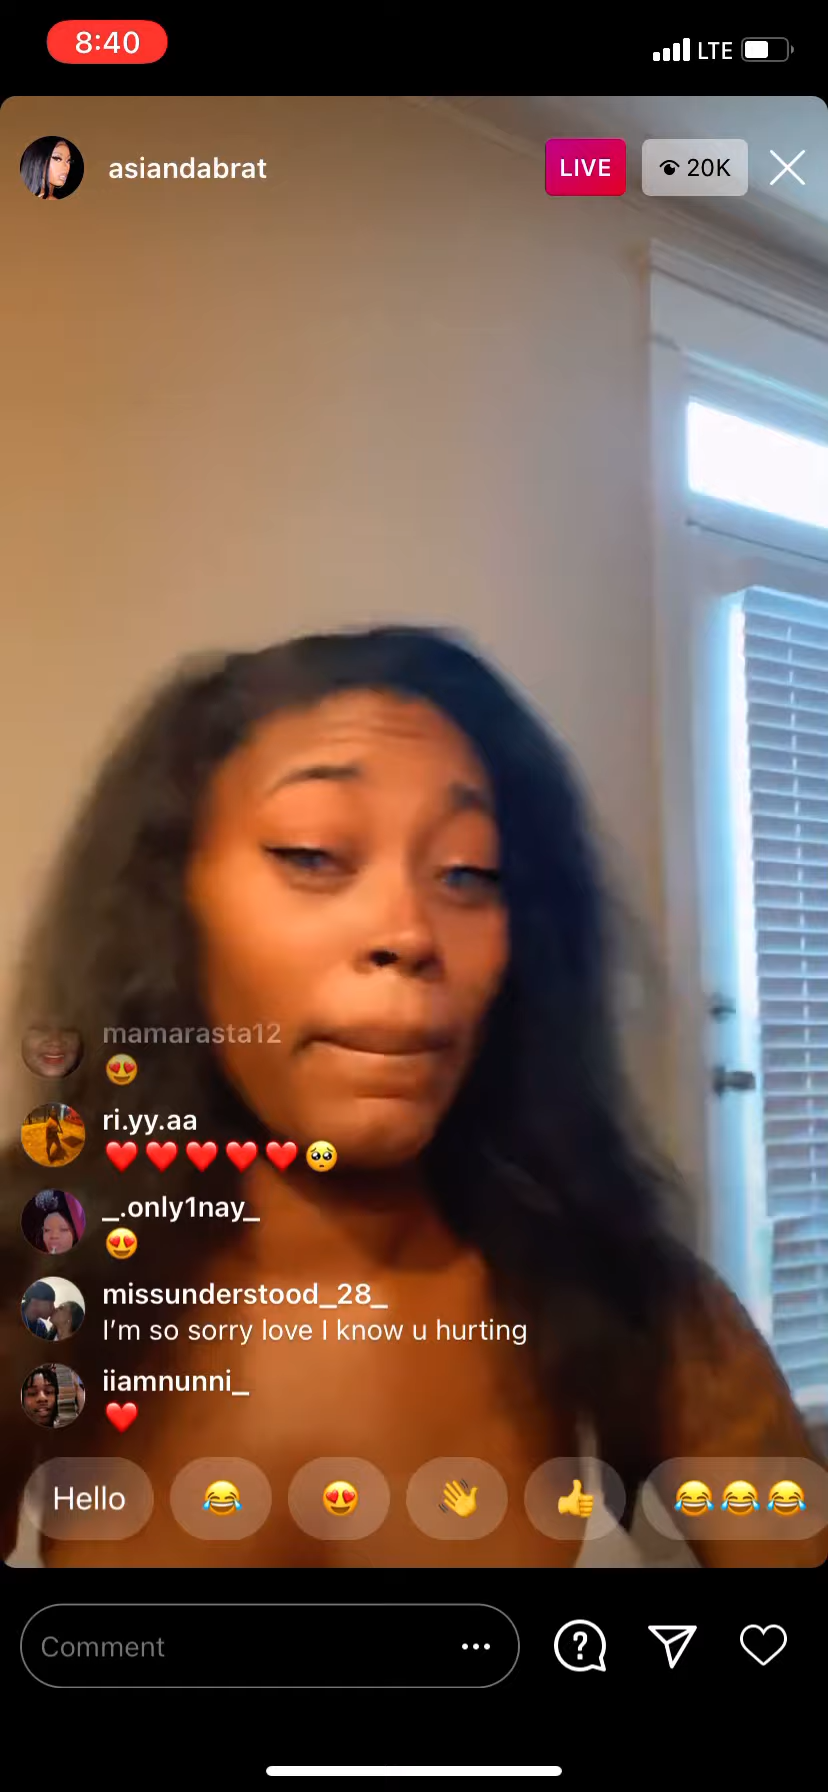 8:40
LTE
asiandabrat
LIVE
20K
mamarasta12
😍
ri.yy.aa
❤️❤️❤️❤️❤️🥺
_.only1nay_
😍
missunderstood_28_
I’m so sorry love I know u hurting
iiamnunni_
❤️
Hello 😂 😍 👋 👍 😂😂😂
Comment